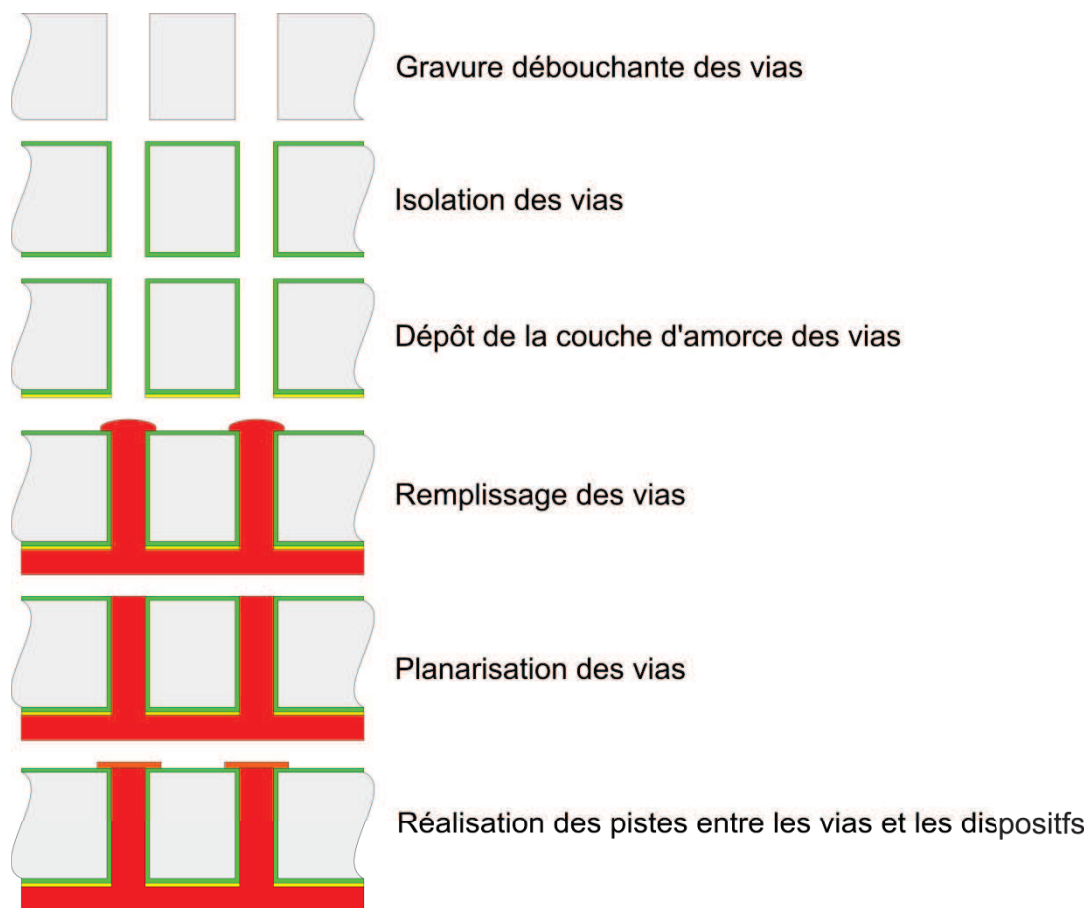 Gravure débouchante des vias
Isolation des vias
Dépôt de la couche d'amorce des vias
Remplissage des vias
Planarisation des vias
Réalisation des pistes entre les vias et les dispositfs